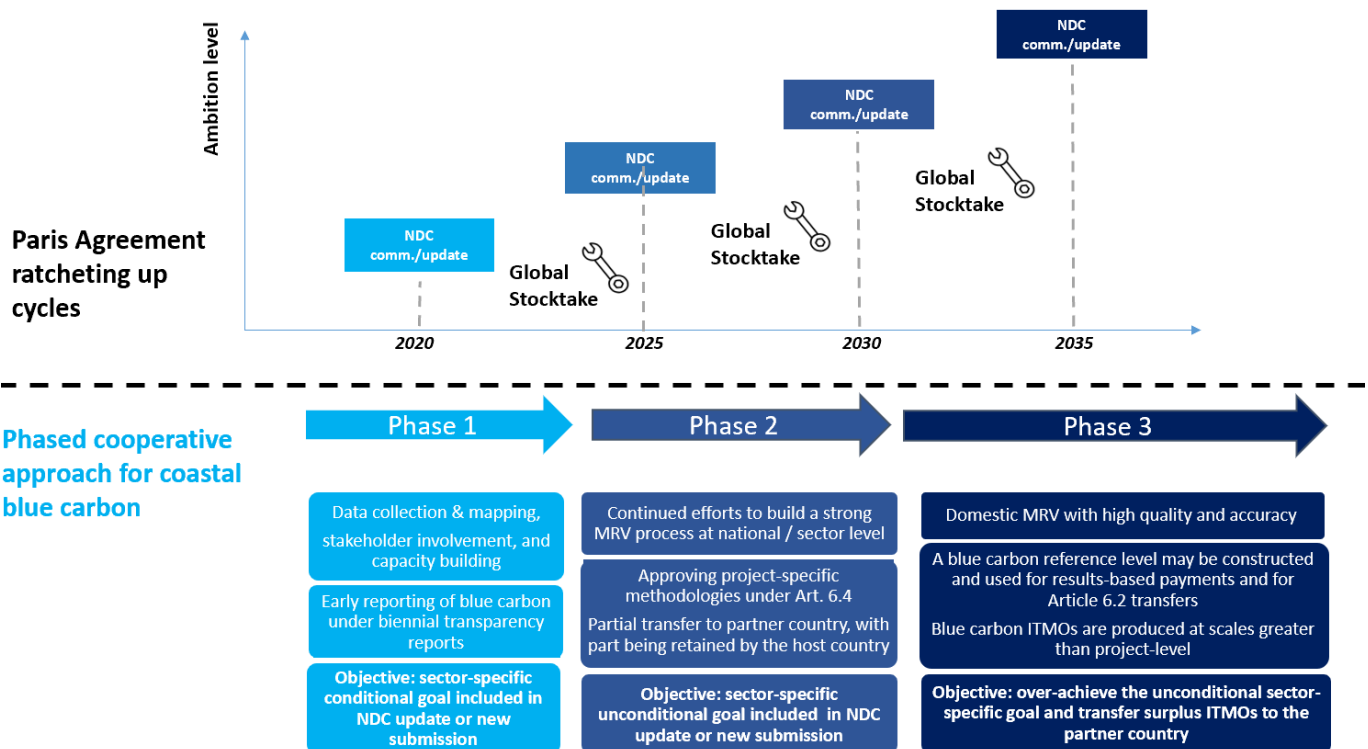 Ambition level
NDC
comm./update
NDC
comm./update
NDC
comm./update
NDC
comm./update
Global
Stocktake
Global
Stocktake
Global
Stocktake
Paris Agreement
ratcheting up
cycles
2020
2025
2030
2035
Phased cooperative
approach for coastal
blue carbon
Phase 1
Data collection & mapping,
stakeholder involvement, and
capacity building
Early reporting of blue carbon
under biennial transparency
reports
Objective: sector-specific
conditional goal included in
NDC update or new
submission
Phase 2
Continued efforts to build a strong
MRV process at national / sector level
Approving project-specific
methodologies under Art. 6.4
Partial transfer to partner country, with
part being retained by the host country
Objective: sector-specific
unconditional goal included in NDC
update or new submission
Phase 3
Domestic MRV with high quality and accuracy
A blue carbon reference level may be constructed
and used for results-based payments and for
Article 6.2 transfers
Blue carbon ITMOs are produced at scales greater
than project-level
Objective: over-achieve the unconditional sector-
specific goal and transfer surplus ITMOs to the
partner country